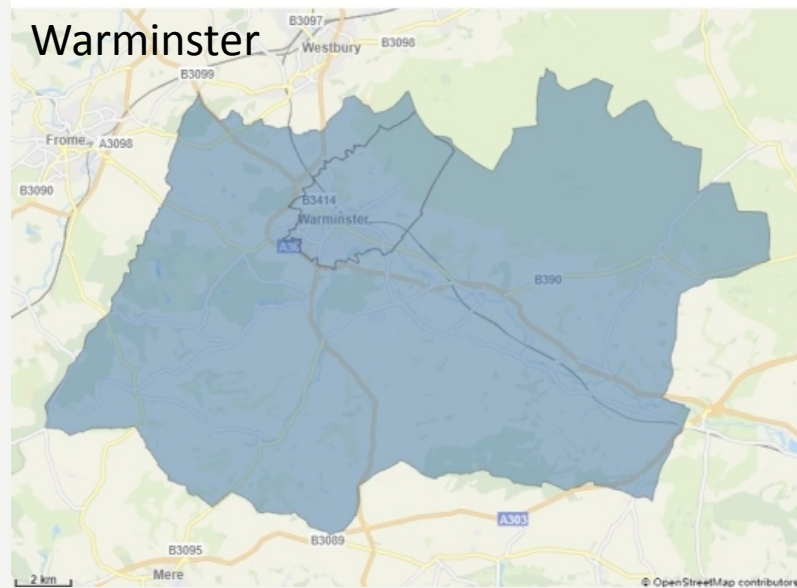 Warminster
B3097
Westbury
B3098
B3099
Frome
A3098
B3090
B3414
Warminster
A36
B390
A303
B3095
B3089
Mere
2 km
© OpenStreetMap contributors